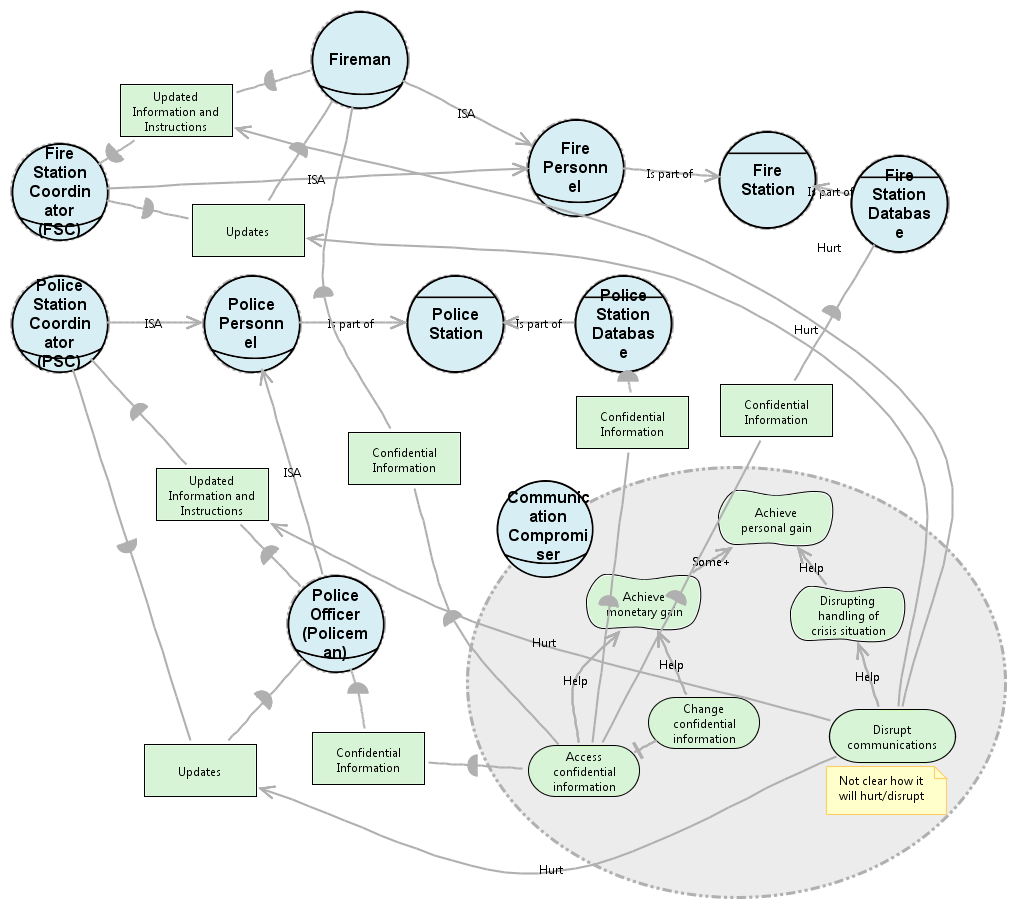 Fireman
Updated
Information and
Instructions
ISA
Fire
Station
Coordin
ator
(FSC)
ISA
Fire
Personn
el
Is part of
Fire
Station
Is part of
Fire
Station
Databas
e
Updates
Hurt
Police
Station
Coordin
ator
(PSC)
ISA
Police
Personn
el
Is part of
Police
Station
Is part of
Police
Station
Databas
e
Hurt
Confidential
Information
Confidential
Information
Confidential
Information
ISA
Updated
Information and
Instructions
Communic
ation
Compromi
ser
Achieve
personal gain
Some+
Help
Achieve
monetary gain
Disrupting
handling of
crisis situation
Police
Officer
(Policem
an)
Hurt
Help
Help
Help
Change
confidential
information
Disrupt
communications
Updates
Confidential
Information
Access
confidential
information
Not clear how it
will hurt/disrupt
Hurt